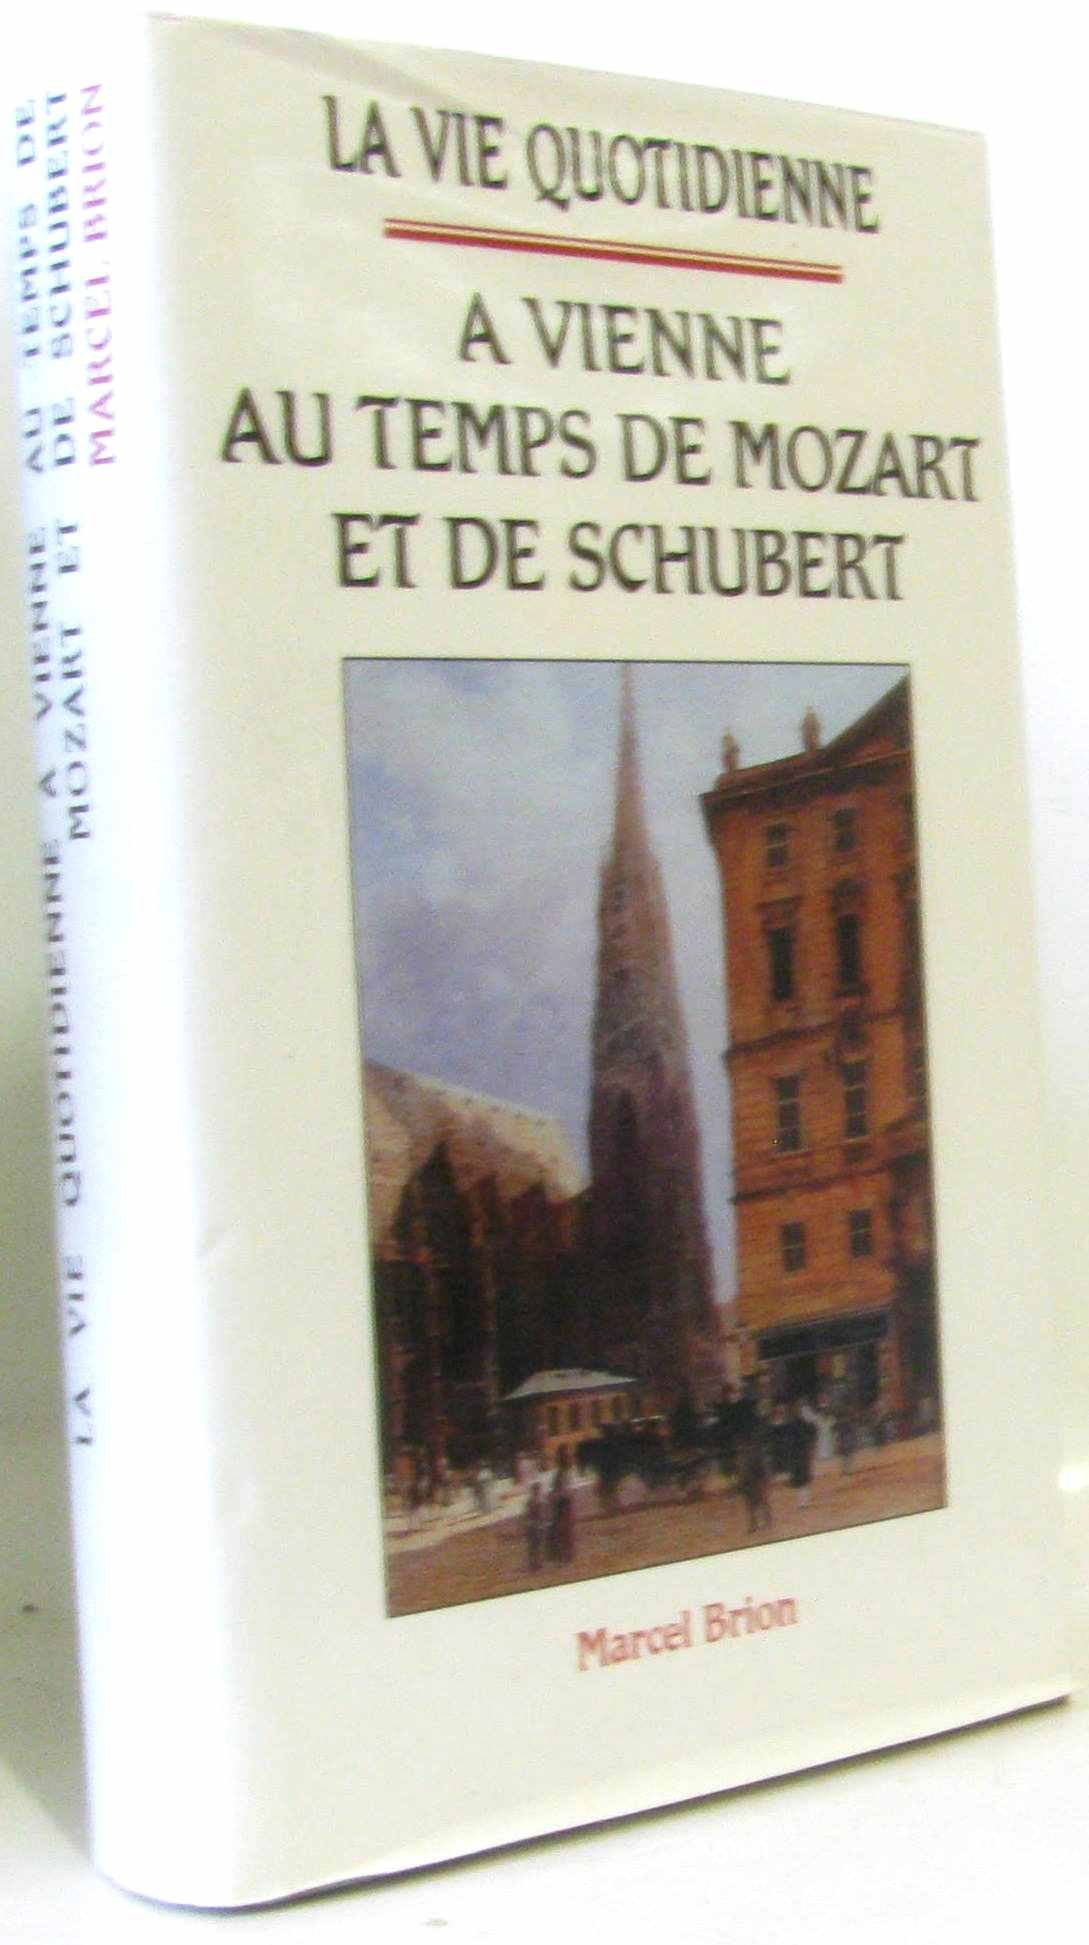 LA VIE QUOTIDIENNE A VIENNE AU TEMPS DE
MOZART ET DE SCHUBERT
MARCEL BRION
LA VIE QUOTIDIENNE
A VIENNE
AU TEMPS DE MOZART
ET DE SCHUBERT
Marcel Brion